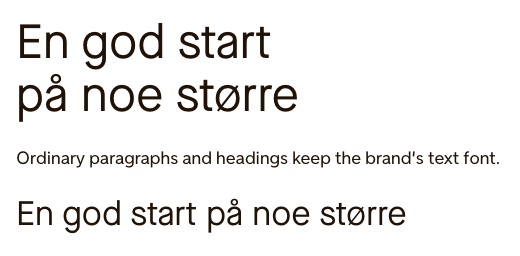 En god start
på noe større
Ordinary paragraphs and headings keep the brand's text font.
En god start på noe større